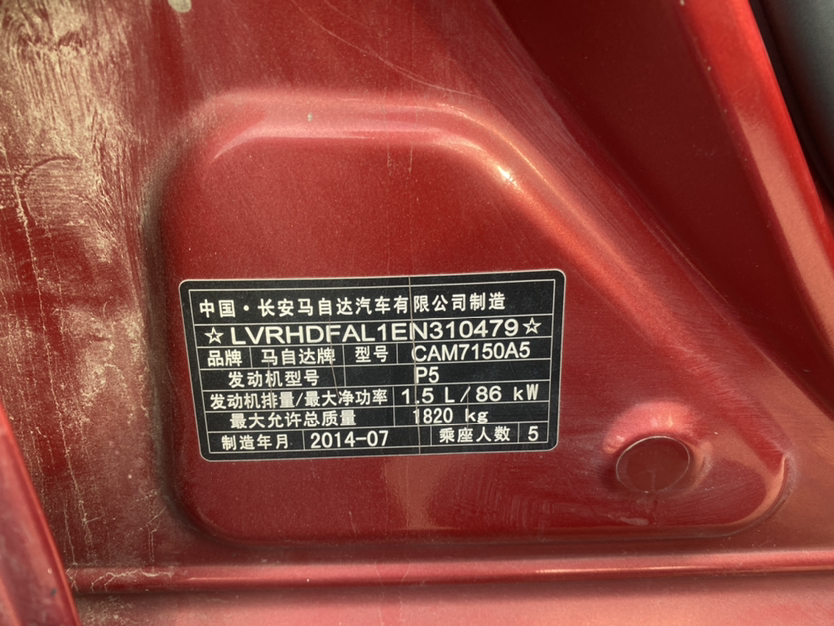 中国·长安马自达汽车有限公司制造
☆LVRHDFAL1EN310479☆
品牌 马自达牌 型号 CAM7150A5
发动机型号 P5
发动机排量/最大净功率 1.5 L/86 kW
最大允许总质量 1820 kg
制造年月 2014-07 乘座人数 5